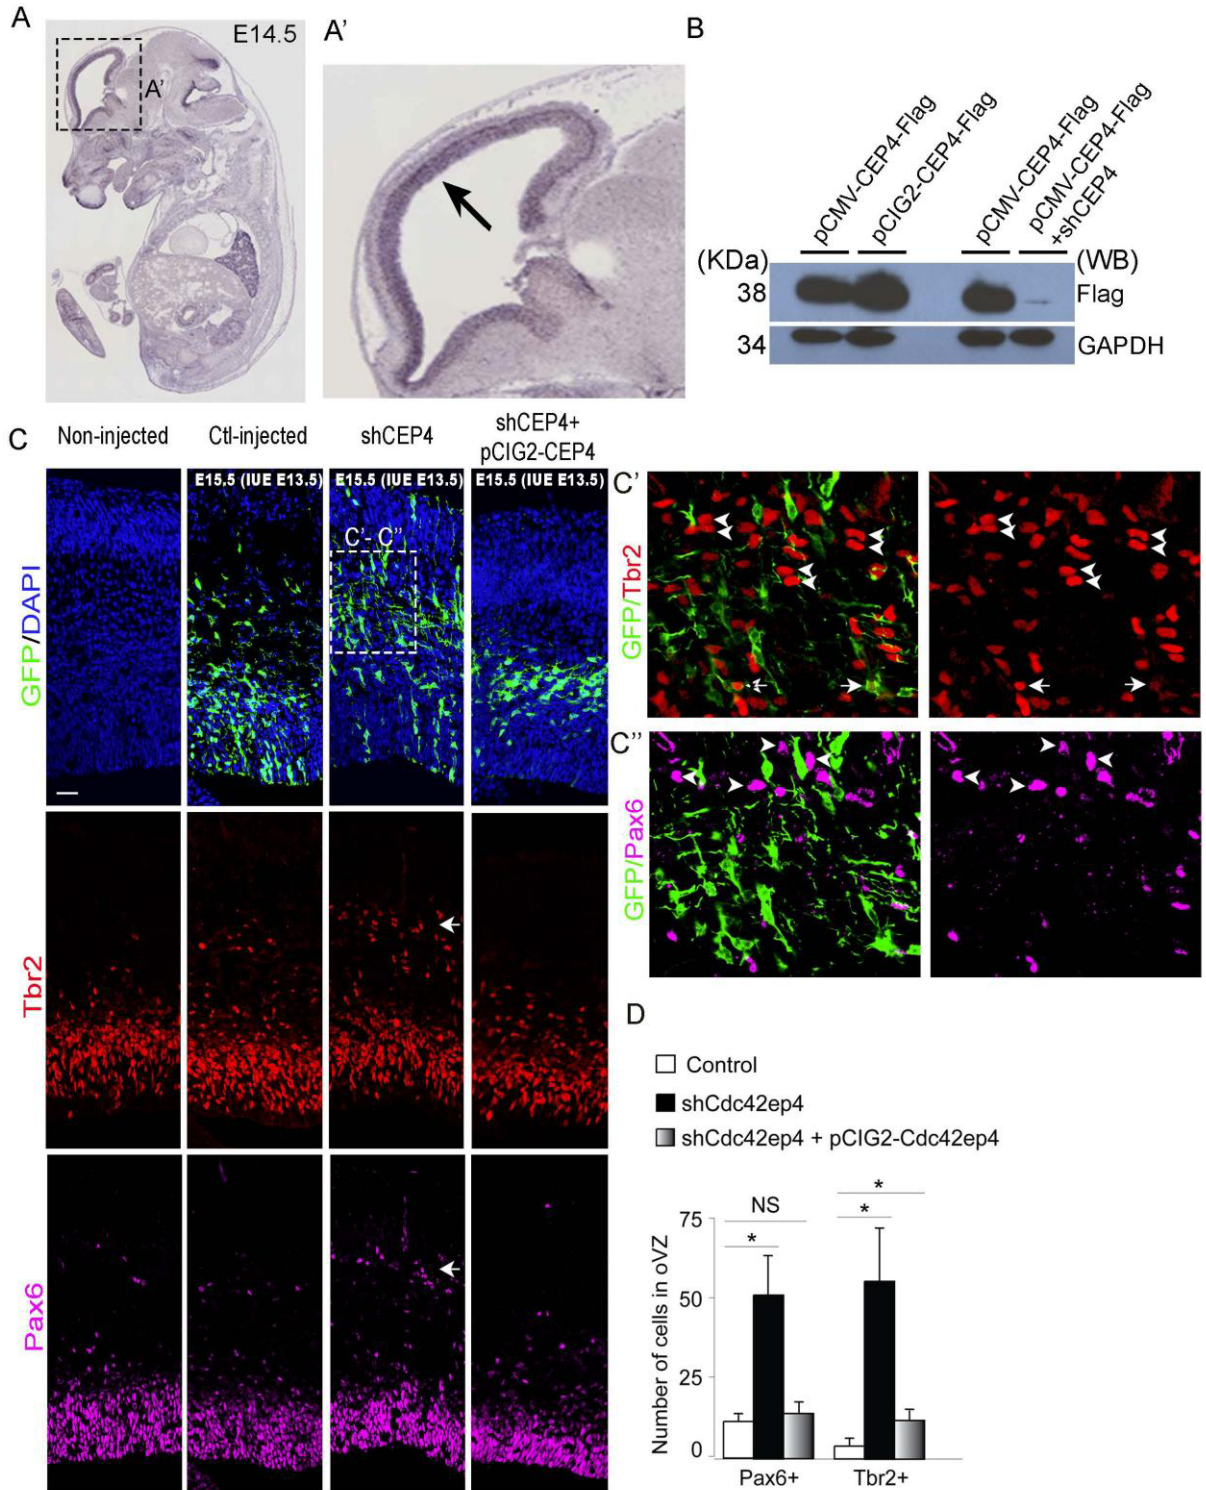 A
E14.5
A'
A'
B
pCMV-CEP4-Flag
pCIG2-CEP4-Flag
pCMV-CEP4-Flag
pCMV-CEP4-Flag
+shCEP4
(KDa)
(WB)
38
Flag
34
GAPDH
C
Non-injected
Ctl-injected
shCEP4
shCEP4+
pCIG2-CEP4
E15.5 (IUE E13.5)
E15.5 (IUE E13.5)
E15.5 (IUE E13.5)
C'- C''
GFP/DAPI
Tbr2
Pax6
C'
GFP/Tbr2
C''
GFP/Pax6
D
Control
shCdc42ep4
shCdc42ep4 + pCIG2-Cdc42ep4
Number of cells in oVZ
75
50
25
0
NS
*
*
*
Pax6+
Tbr2+